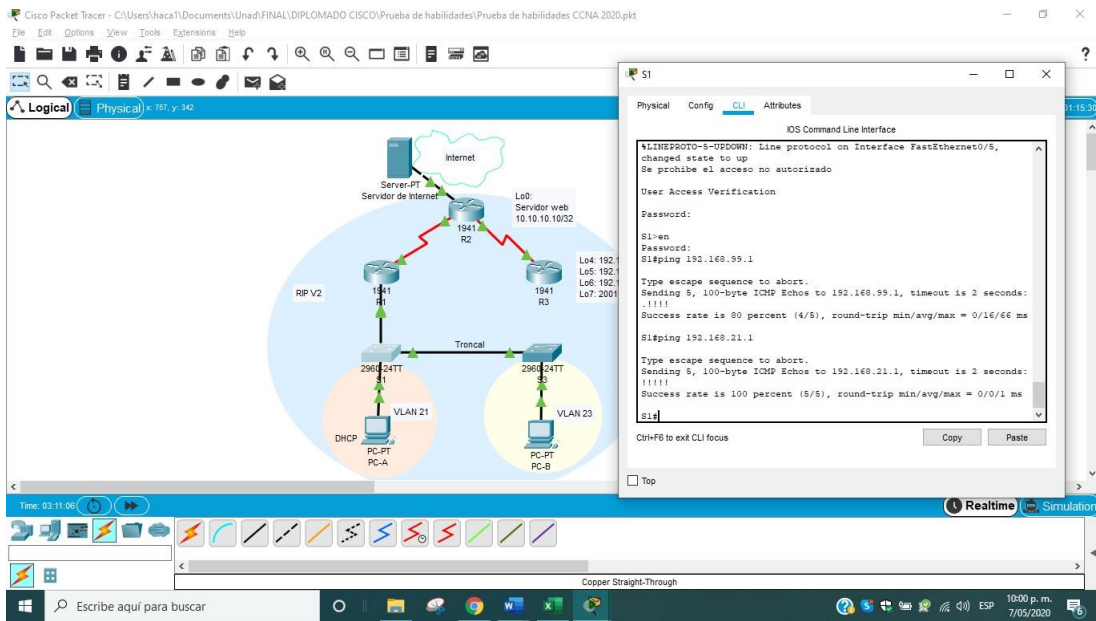 Cisco Packet Tracer - C:\Users\haca1\Documents\Unad\FINAL\DIPLOMADO CISCO\Prueba de habilidades\Prueba de habilidades CCNA 2020.pkt
File Edit Options View Tools Extensions Help
?
Logical Physical x: 757, y: 342
01:15:30
Internet
Server-PT
Servidor de Internet
Lo0:
Servidor web
10.10.10.10/32
1941
R2
Lo4: 192.1
Lo5: 192.1
Lo6: 192.1
Lo7: 2001
RIP V2
1941
R1
1941
R3
Troncal
2960-24TT
S1
2960-24TT
S3
VLAN 21
VLAN 23
DHCP
PC-PT
PC-A
PC-PT
PC-B
S1
Physical Config CLI Attributes
IOS Command Line Interface
%LINEPROTO-5-UPDOWN: Line protocol on Interface FastEthernet0/5,
changed state to up
Se prohibe el acceso no autorizado
User Access Verification
Password:
S1>en
Password:
S1#ping 192.168.99.1
Type escape sequence to abort.
Sending 5, 100-byte ICMP Echos to 192.168.99.1, timeout is 2 seconds:
.!!!!
Success rate is 80 percent (4/5), round-trip min/avg/max = 0/16/66 ms
S1#ping 192.168.21.1
Type escape sequence to abort.
Sending 5, 100-byte ICMP Echos to 192.168.21.1, timeout is 2 seconds:
!!!!!
Success rate is 100 percent (5/5), round-trip min/avg/max = 0/0/1 ms
S1#
Ctrl+F6 to exit CLI focus
Copy Paste
Top
Time: 03:11:06
Realtime Simulation
Copper Straight-Through
Escribe aquí para buscar
ESP
10:00 p. m.
7/05/2020